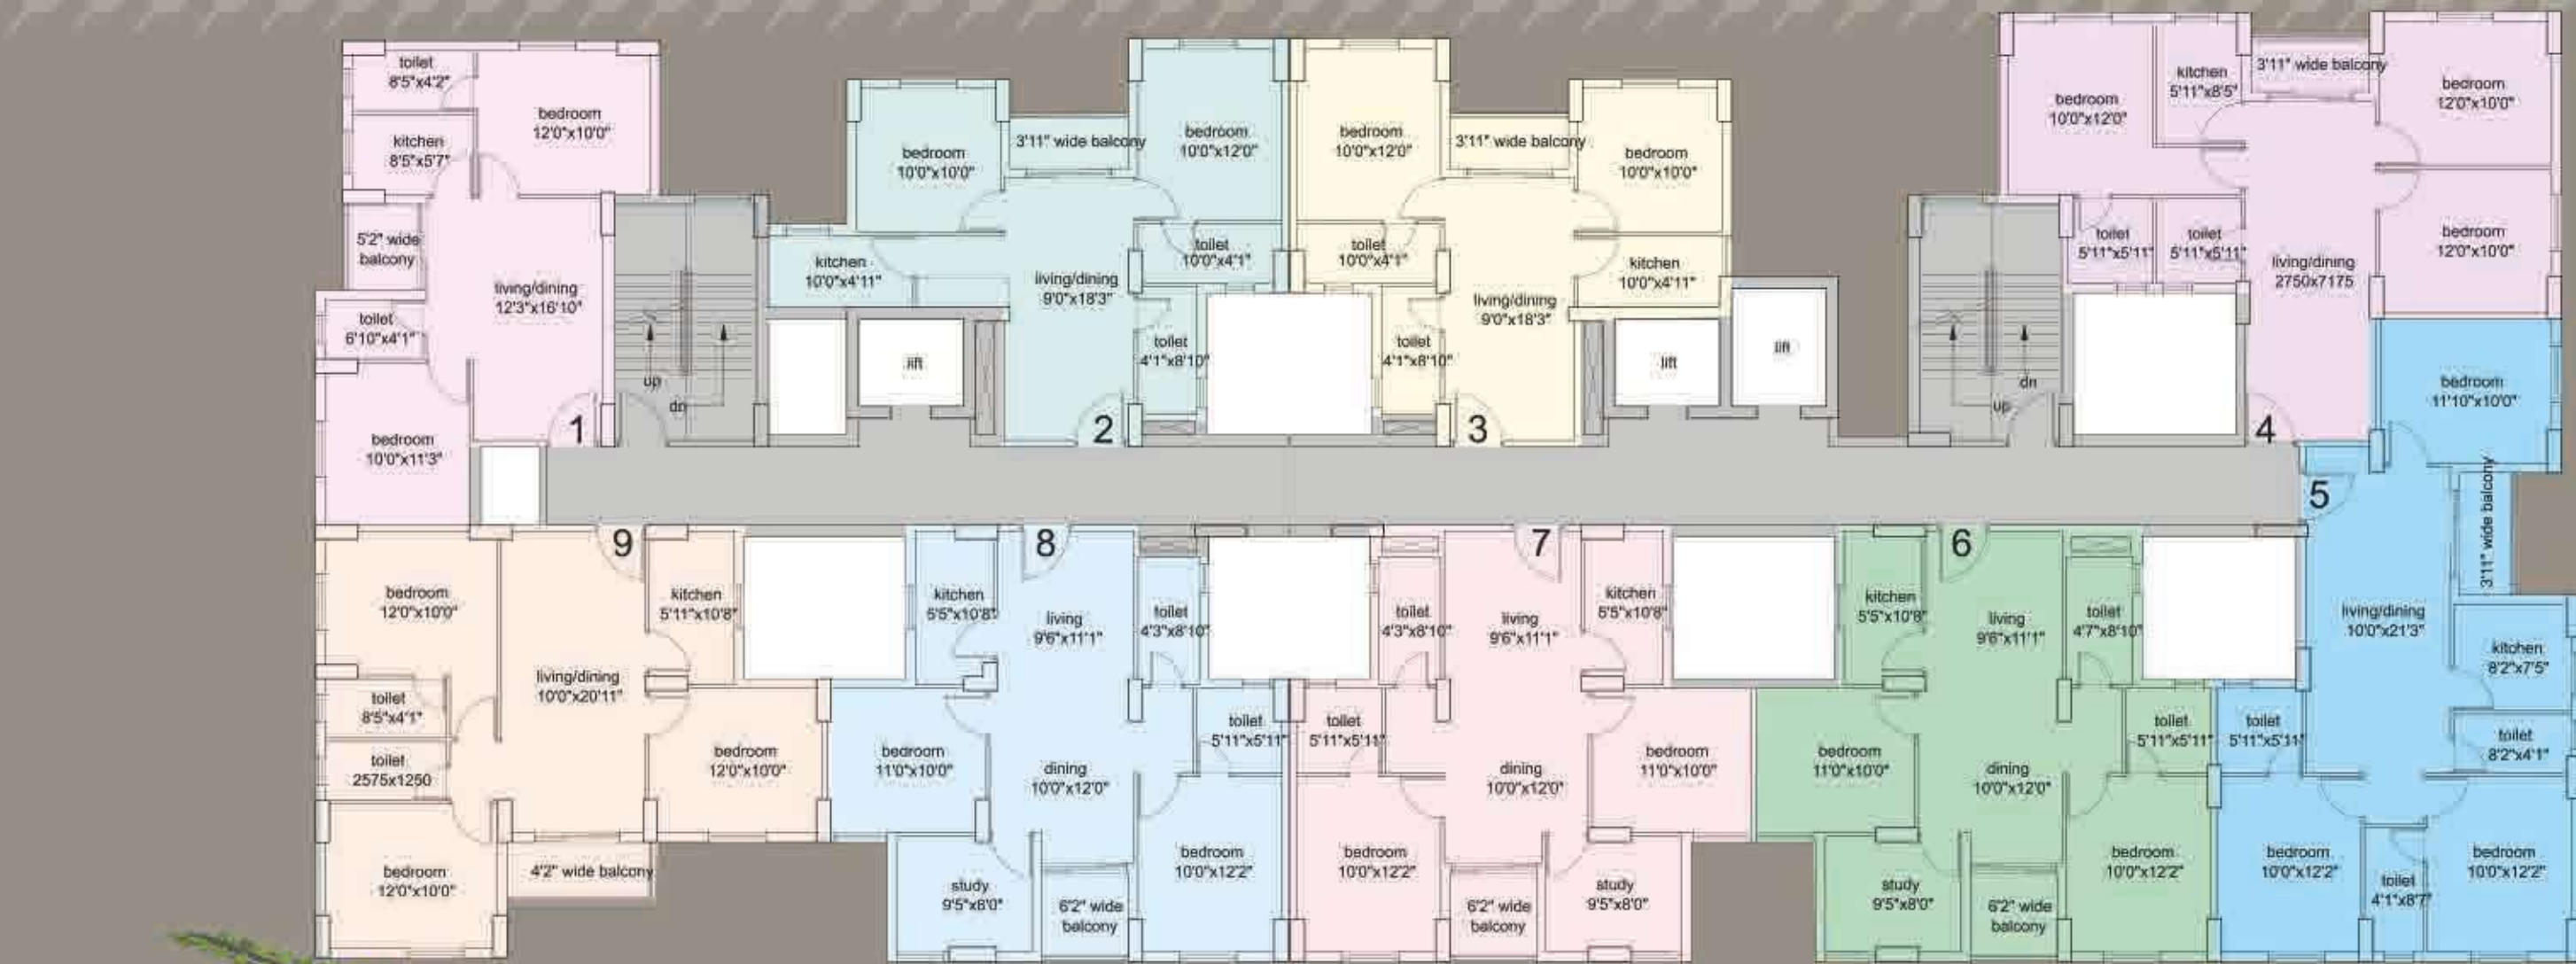 toilet
8'5"x4'2"
bedroom
12'0"x10'0"
kitchen
8'5"x5'7"
5'2" wide
balcony
living/dining
12'3"x16'10"
toilet
6'10"x4'1"
bedroom
10'0"x11'3"
1
up
dn
bedroom
10'0"x10'0"
3'11" wide balcony
bedroom
10'0"x12'0"
kitchen
10'0"x4'11"
living/dining
9'0"x18'3"
toilet
10'0"x4'1"
toilet
4'1"x8'10"
lift
2
bedroom
10'0"x12'0"
3'11" wide balcony
bedroom
10'0"x10'0"
toilet
10'0"x4'1"
kitchen
10'0"x4'11"
living/dining
9'0"x18'3"
toilet
4'1"x8'10"
3
lift
lift
bedroom
10'0"x12'0"
kitchen
5'11"x8'5"
3'11" wide balcony
bedroom
12'0"x10'0"
toilet
5'11"x5'11"
toilet
5'11"x5'11"
bedroom
12'0"x10'0"
living/dining
2750x7175
up
dn
4
bedroom
11'10"x10'0"
5
3'11" wide balcony
living/dining
10'0"x21'3"
kitchen
8'2"x7'5"
toilet
8'2"x4'1"
toilet
5'11"x5'11"
bedroom
10'0"x12'2"
toilet
4'1"x8'7"
bedroom
10'0"x12'2"
9
bedroom
12'0"x10'0"
kitchen
5'11"x10'8"
living/dining
10'0"x20'11"
toilet
8'5"x4'1"
toilet
2575x1250
bedroom
12'0"x10'0"
bedroom
12'0"x10'0"
4'2" wide balcony
8
kitchen
5'5"x10'8"
living
9'6"x11'1"
toilet
4'3"x8'10"
bedroom
11'0"x10'0"
dining
10'0"x12'0"
toilet
5'11"x5'11"
study
9'5"x8'0"
6'2" wide
balcony
bedroom
10'0"x12'2"
7
toilet
4'3"x8'10"
living
9'6"x11'1"
kitchen
5'5"x10'8"
toilet
5'11"x5'11"
dining
10'0"x12'0"
bedroom
11'0"x10'0"
bedroom
10'0"x12'2"
6'2" wide
balcony
study
9'5"x8'0"
6
kitchen
5'5"x10'8"
living
9'6"x11'1"
toilet
4'7"x8'10"
bedroom
11'0"x10'0"
dining
10'0"x12'0"
toilet
5'11"x5'11"
study
9'5"x8'0"
6'2" wide
balcony
bedroom
10'0"x12'2"